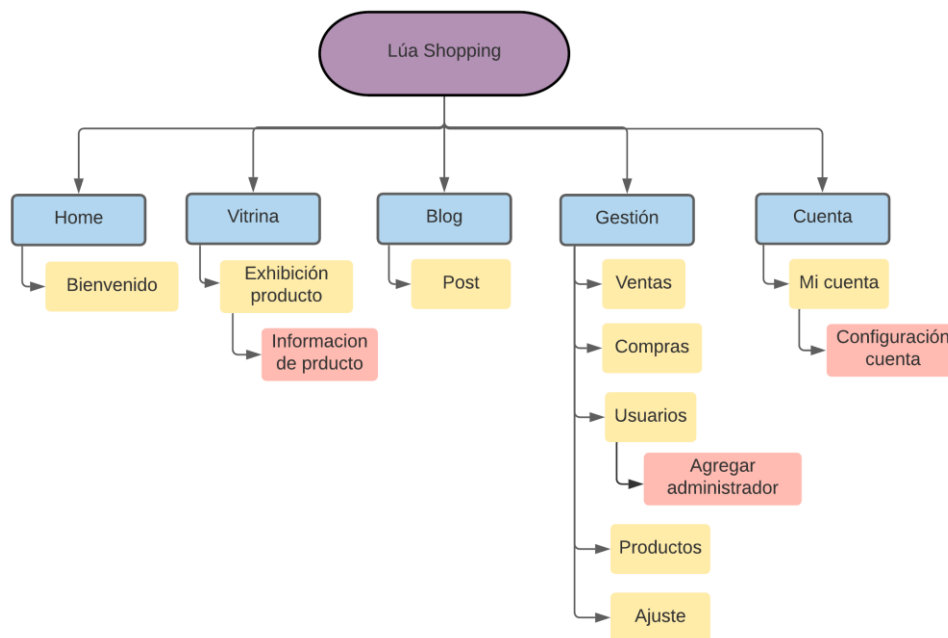 Lúa Shopping
Home
Vitrina
Blog
Gestión
Cuenta
Bienvenido
Exhibición
producto
Informacion
de prducto
Post
Ventas
Compras
Usuarios
Agregar
administrador
Productos
Ajuste
Mi cuenta
Configuración
cuenta